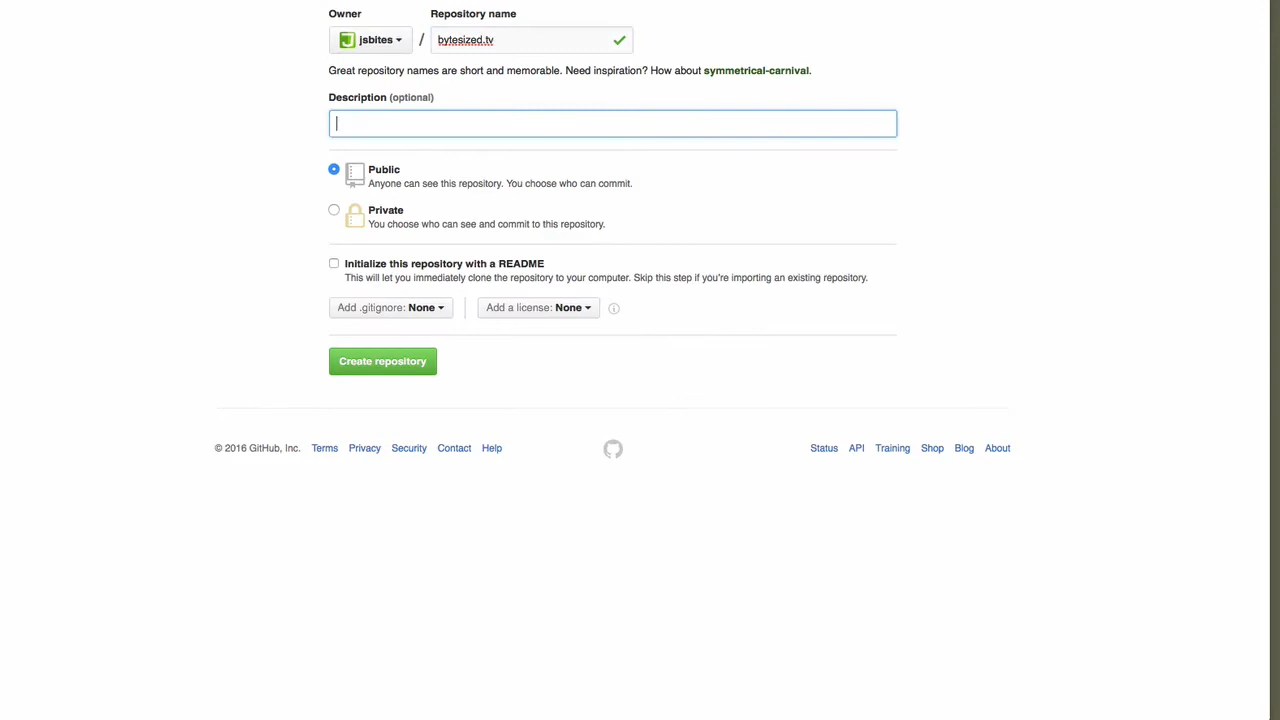 Owner
Repository name
jsbites / bytesized.tv
Great repository names are short and memorable. Need inspiration? How about symmetrical-carnival.
Description (optional)
Public
Anyone can see this repository. You choose who can commit.
Private
You choose who can see and commit to this repository.
Initialize this repository with a README
This will let you immediately clone the repository to your computer. Skip this step if you're importing an existing repository.
Add .gitignore: None
Add a license: None
Create repository
© 2016 GitHub, Inc. Terms Privacy Security Contact Help
Status API Training Shop Blog About